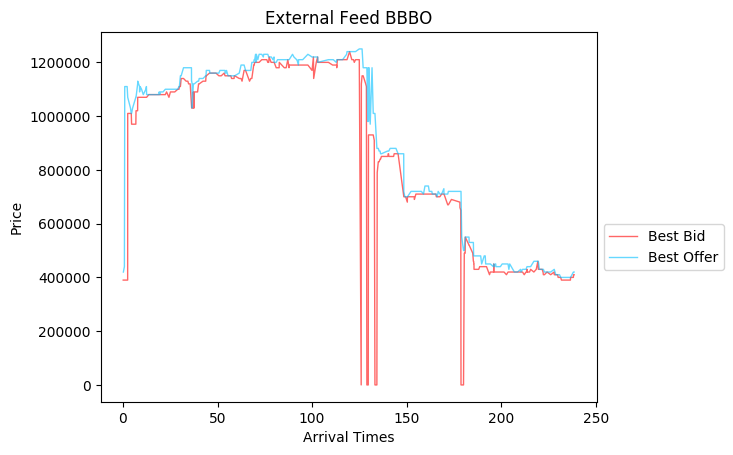 External Feed BBBO
1200000
1000000
800000
600000
400000
200000
0
Price
0 50 100 150 200 250
Arrival Times
Best Bid
Best Offer